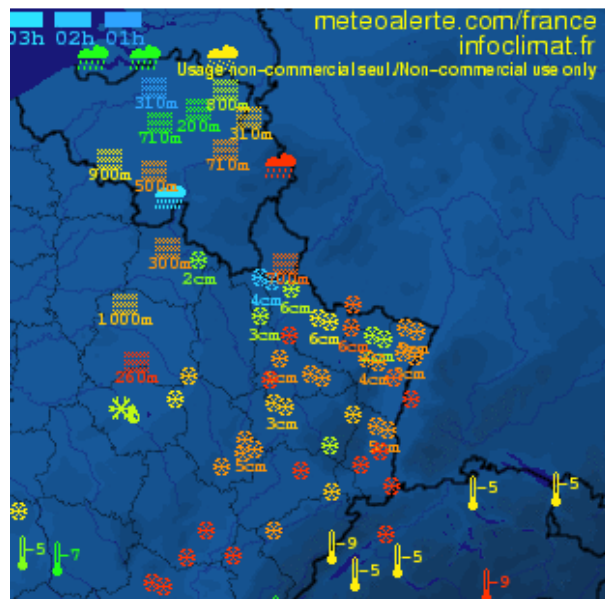 meteoalerte.com/france
03h 02h 01h
infoclimat.fr
Usage non-commercial seul./Non-commercial use only
310m
800m
200m
310m
710m
900m
710m
500m
300m
2cm
700m
4cm
6cm
1000m
3cm
6cm
6cm
260m
4cm
3cm
3cm
5cm
5cm
-5
-5
-9
-5
-7
-5
-5
-9